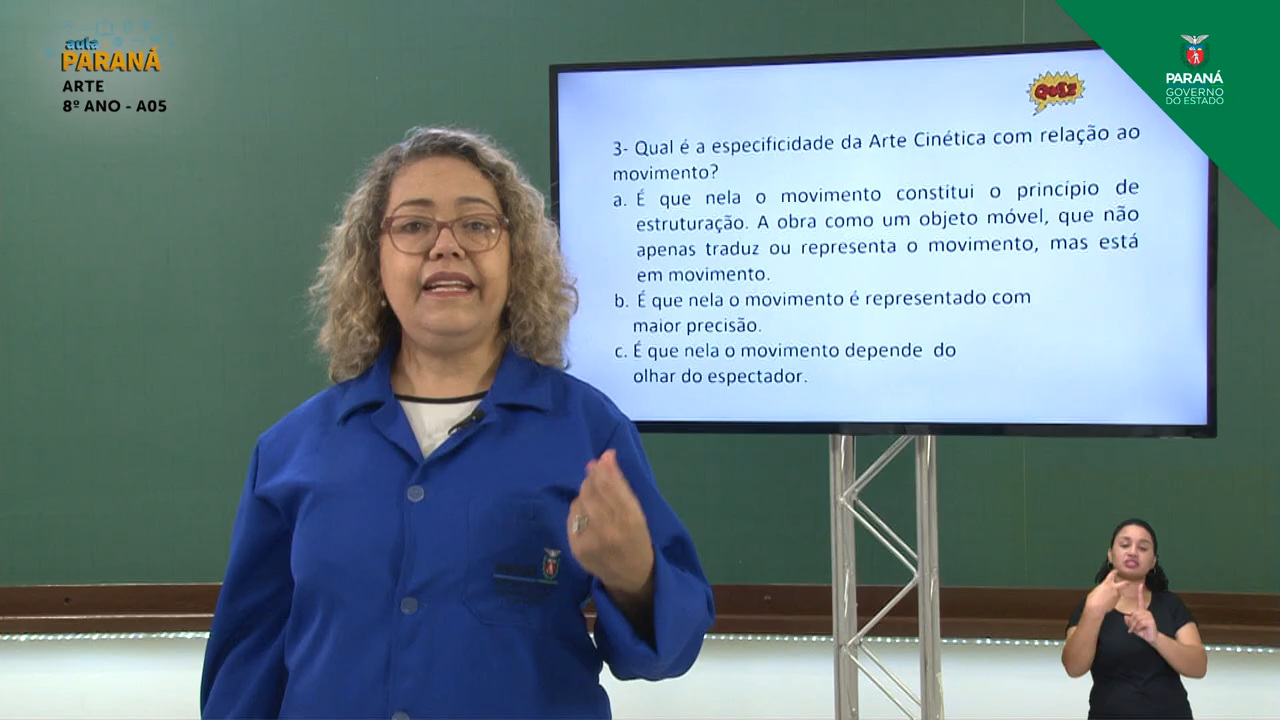 aula
PARANÁ
ARTE
8º ANO - A05
QUIZ
3- Qual é a especificidade da Arte Cinética com relação ao
movimento?
a. É que nela o movimento constitui o princípio de
estruturação. A obra como um objeto móvel, que não
apenas traduz ou representa o movimento, mas está
em movimento.
b. É que nela o movimento é representado com
maior precisão.
c. É que nela o movimento depende do
olhar do espectador.
PARANÁ
GOVERNO
DO ESTADO